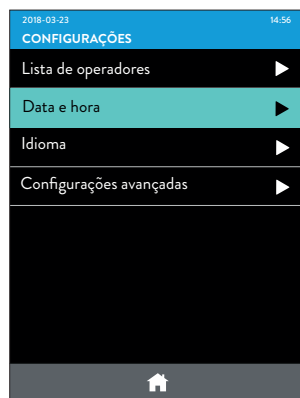 2018-03-23 14:56
CONFIGURAÇÕES
Lista de operadores
Data e hora
Idioma
Configurações avançadas